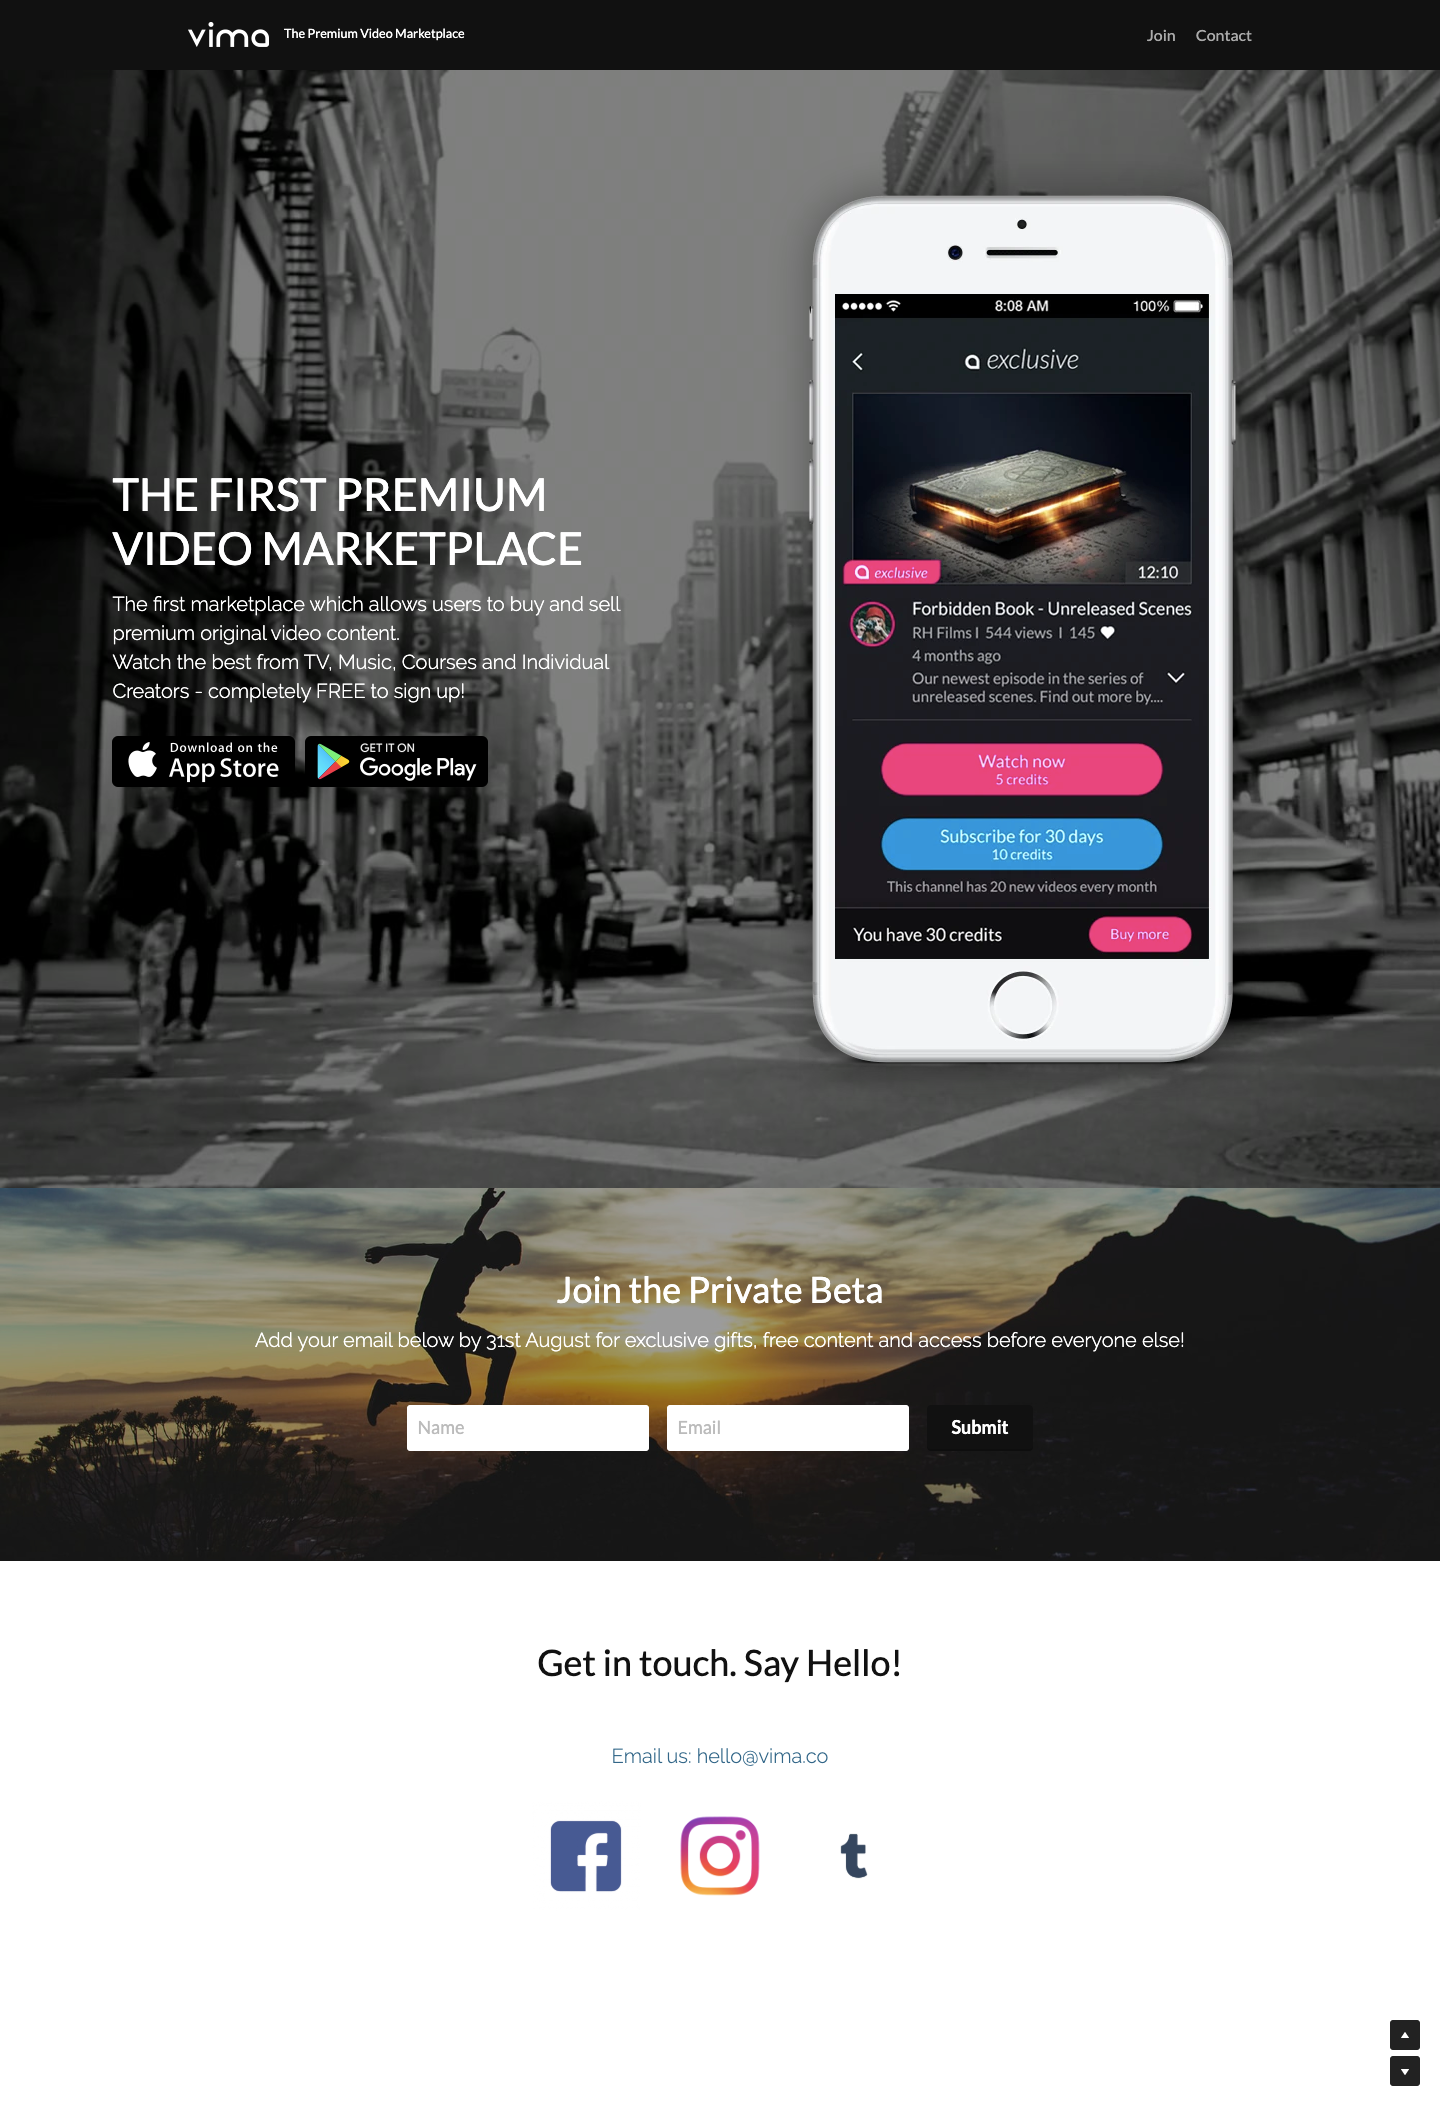 vima
The Premium Video Marketplace
Join
Contact
THE FIRST PREMIUM
VIDEO MARKETPLACE
The first marketplace which allows users to buy and sell
premium original video content.
Watch the best from TV, Music, Courses and Individual
Creators - completely FREE to sign up!
Download on the
App Store
GET IT ON
Google Play
8:08 AM
100%
exclusive
exclusive
12:10
Forbidden Book - Unreleased Scenes
RH Films I 544 views I 145
4 months ago
Our newest episode in the series of
unreleased scenes. Find out more by....
Watch now
5 credits
Subscribe for 30 days
10 credits
This channel has 20 new videos every month
You have 30 credits
Buy more
Join the Private Beta
Add your email below by 31st August for exclusive gifts, free content and access before everyone else!
Name
Email
Submit
Get in touch. Say Hello!
Email us: hello@vima.co